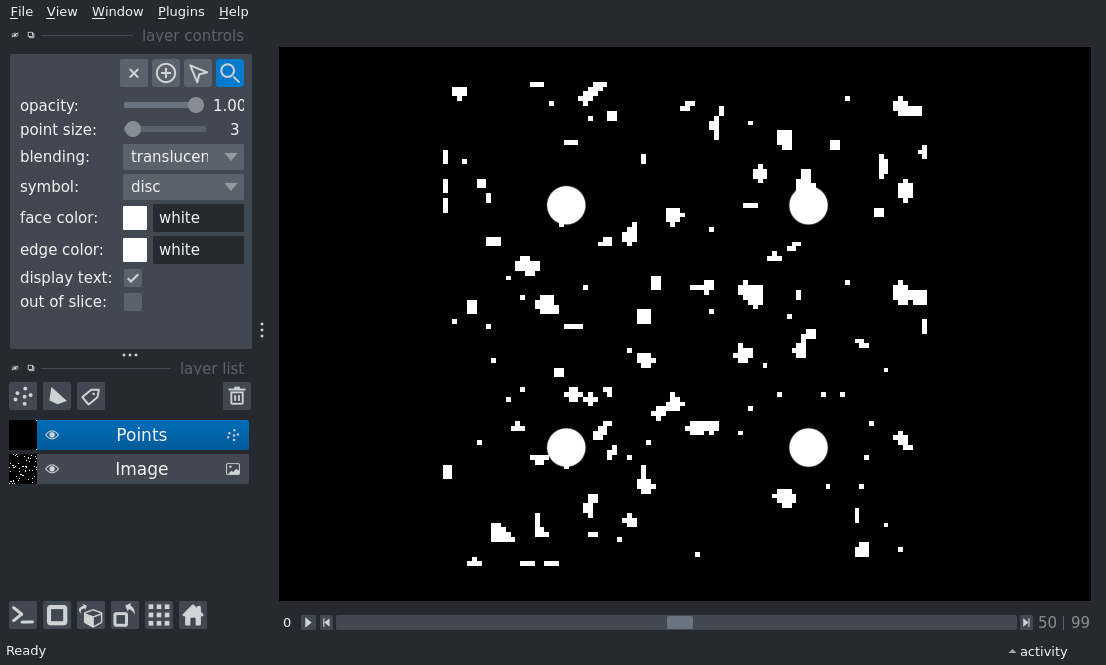 File View Window Plugins Help
layer controls
opacity: 1.00
point size: 3
blending: translucen
symbol: disc
face color: white
edge color: white
display text:
out of slice:
layer list
Points
Image
0 50 | 99
Ready activity